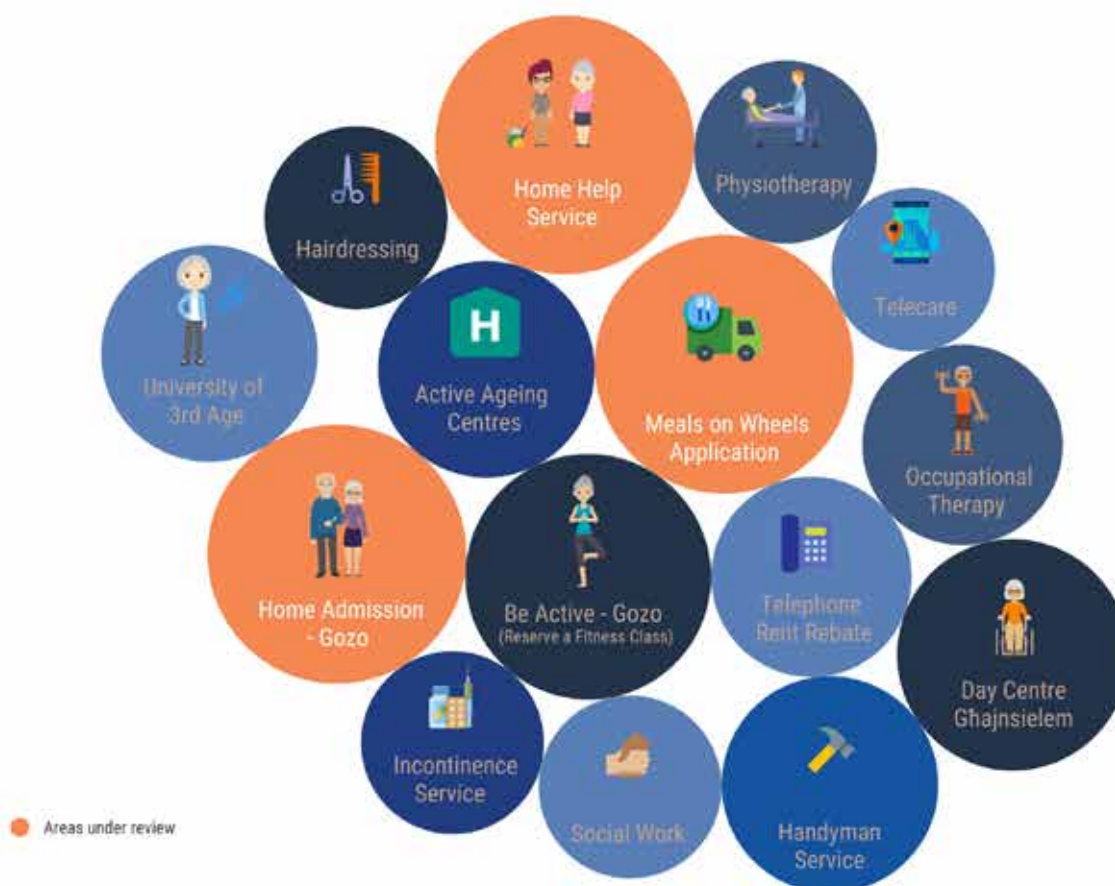 Home Help
Service
Physiotherapy
Hairdressing
Telecare
University of
3rd Age
H
Active Ageing
Centres
Meals on Wheels
Application
Occupational
Therapy
Home Admission
- Gozo
Be Active - Gozo
(Reserve a Fitness Class)
Telephone
Rent Rebate
Day Centre
Għajnsielem
Incontinence
Service
Social Work
Handyman
Service
Areas under review